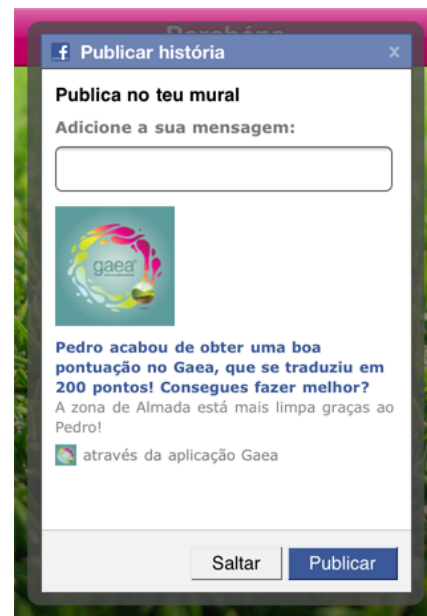 Parabéns
Publicar história x
Publica no teu mural
Adicione a sua mensagem:
gaea
Pedro acabou de obter uma boa
pontuação no Gaea, que se traduziu em
200 pontos! Consegues fazer melhor?
A zona de Almada está mais limpa graças ao
Pedro!
através da aplicação Gaea
Saltar Publicar